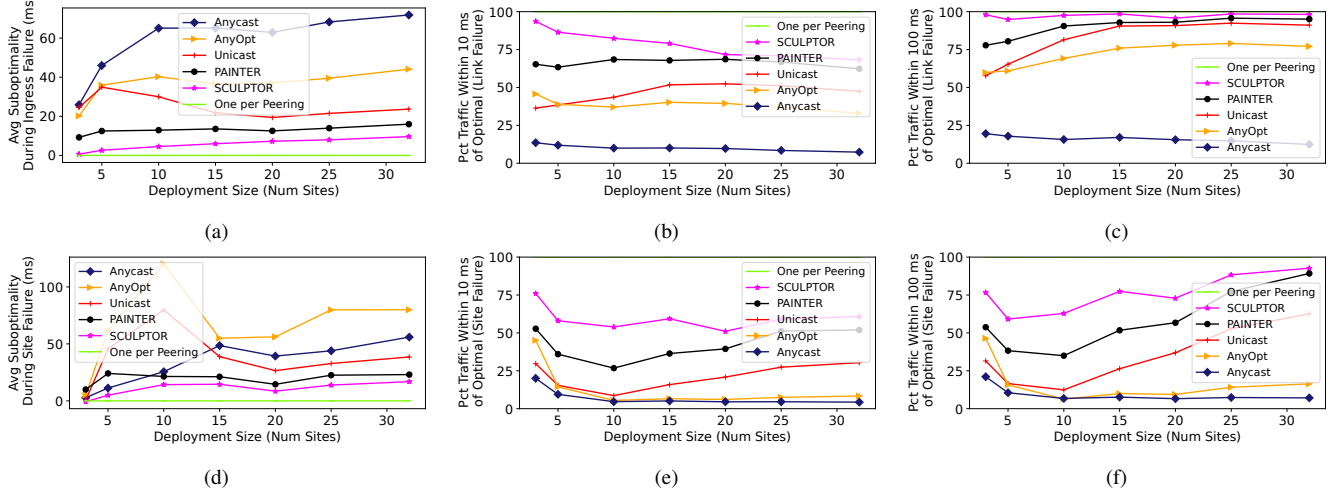 Avg Suboptimality
During Ingress Failure (ms)
60
40
20
0
5
10
15
20
25
30
Deployment Size (Num Sites)
Anycast
AnyOpt
Unicast
PAINTER
SCULPTOR
One per Peering
(a)
Pct Traffic Within 10 ms
of Optimal (Link Failure)
100
75
50
25
0
5
10
15
20
25
30
Deployment Size (Num Sites)
One per Peering
SCULPTOR
PAINTER
Unicast
AnyOpt
Anycast
(b)
Pct Traffic Within 100 ms
of Optimal (Link Failure)
100
75
50
25
0
5
10
15
20
25
30
Deployment Size (Num Sites)
One per Peering
SCULPTOR
PAINTER
Unicast
AnyOpt
Anycast
(c)
Avg Suboptimality
During Site Failure (ms)
100
50
0
5
10
15
20
25
30
Deployment Size (Num Sites)
Anycast
AnyOpt
Unicast
PAINTER
SCULPTOR
One per Peering
(d)
Pct Traffic Within 10 ms
of Optimal (Site Failure)
100
75
50
25
0
5
10
15
20
25
30
Deployment Size (Num Sites)
One per Peering
SCULPTOR
PAINTER
Unicast
AnyOpt
Anycast
(e)
Pct Traffic Within 100 ms
of Optimal (Site Failure)
100
75
50
25
0
5
10
15
20
25
30
Deployment Size (Num Sites)
One per Peering
SCULPTOR
PAINTER
Unicast
AnyOpt
Anycast
(f)